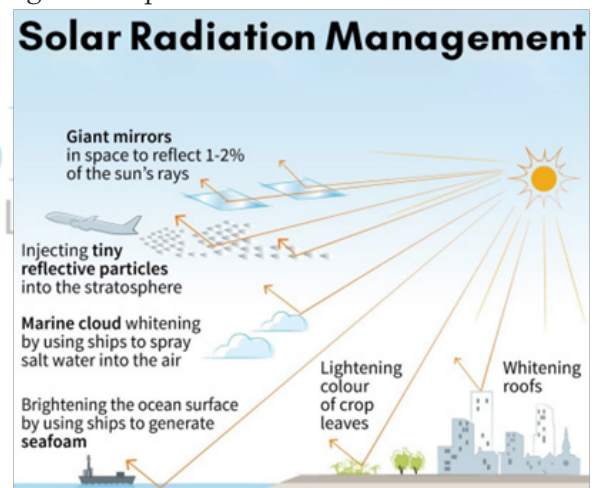 Solar Radiation Management
Giant mirrors
in space to reflect 1-2%
of the sun's rays
Injecting tiny
reflective particles
into the stratosphere
Marine cloud whitening
by using ships to spray
salt water into the air
Brightening the ocean surface
by using ships to generate
seafoam
Lightening
colour
of crop
leaves
Whitening
roofs